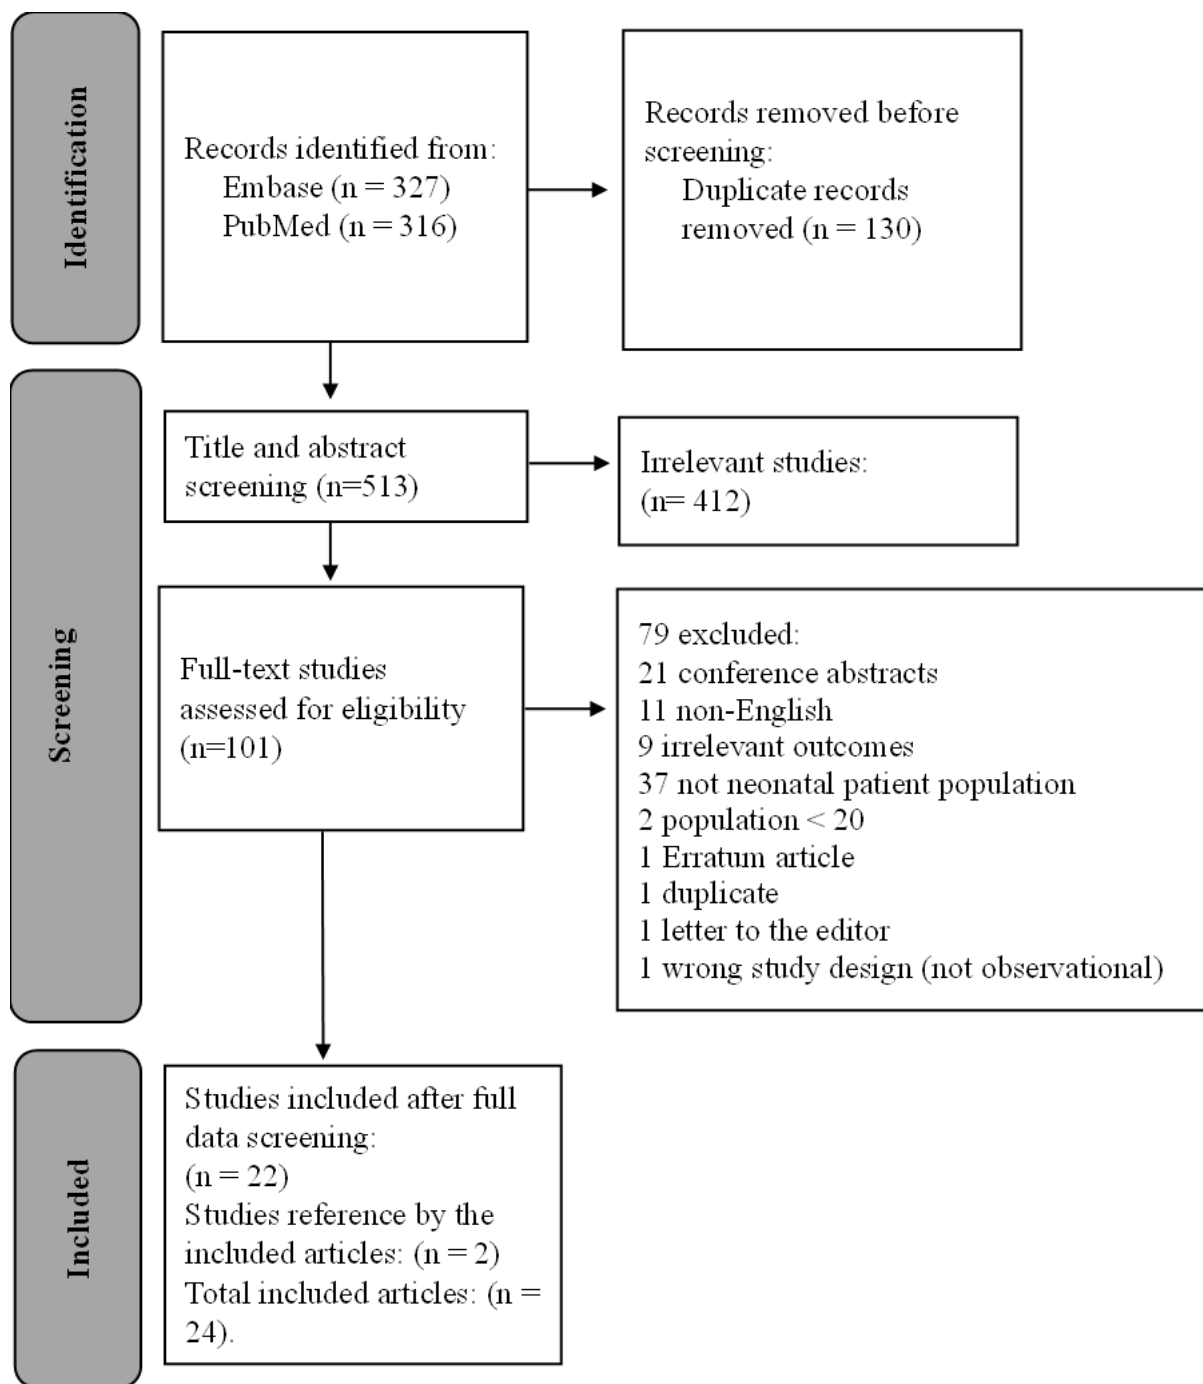 Identification
Records identified from:
Embase (n = 327)
PubMed (n = 316)
Records removed before
screening:
Duplicate records
removed (n = 130)
Screening
Title and abstract
screening (n=513)
Irrelevant studies:
(n= 412)
Full-text studies
assessed for eligibility
(n=101)
79 excluded:
21 conference abstracts
11 non-English
9 irrelevant outcomes
37 not neonatal patient population
2 population < 20
1 Erratum article
1 duplicate
1 letter to the editor
1 wrong study design (not observational)
Included
Studies included after full
data screening:
(n = 22)
Studies reference by the
included articles: (n = 2)
Total included articles: (n =
24).